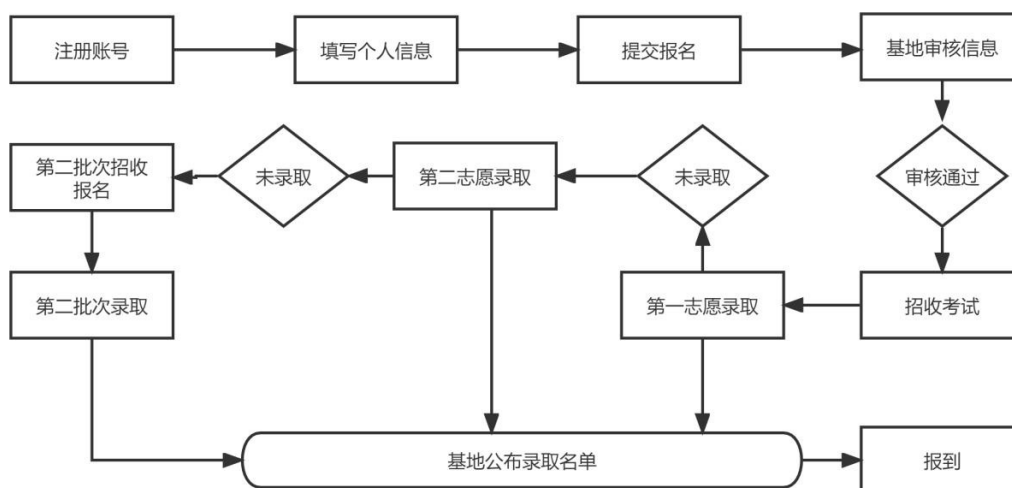 注册账号
填写个人信息
提交报名
基地审核信息
第二批次招收
报名
未录取
第二志愿录取
未录取
审核通过
第二批次录取
第一志愿录取
招收考试
基地公布录取名单
报到